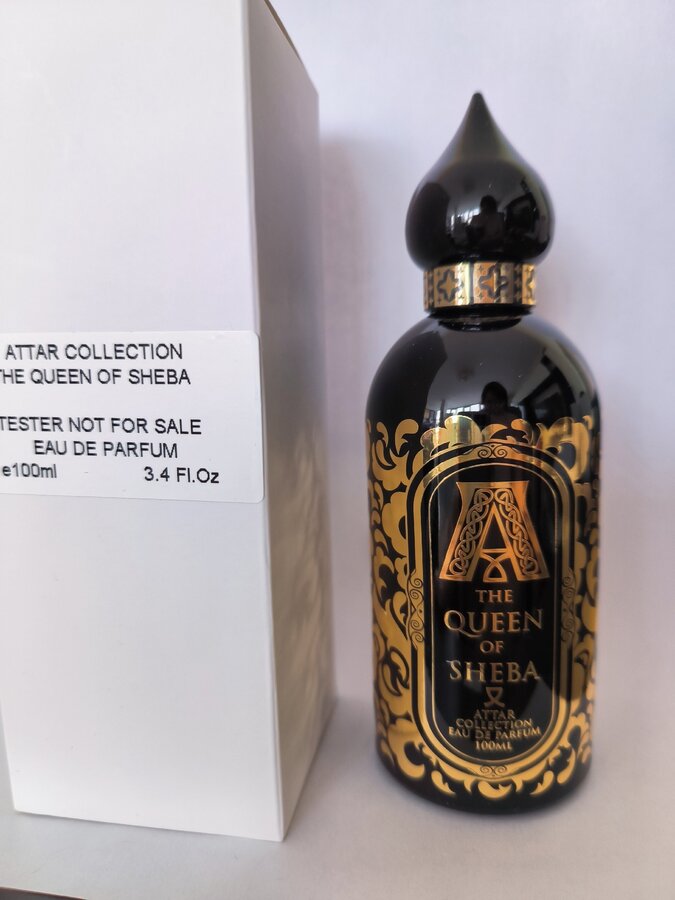 ATTAR COLLECTION
THE QUEEN OF SHEBA
TESTER NOT FOR SALE
EAU DE PARFUM
e100ml 3.4 Fl.Oz
A
THE
QUEEN
OF
SHEBA
ATTAR
COLLECTION
EAU DE PARFUM
100ML